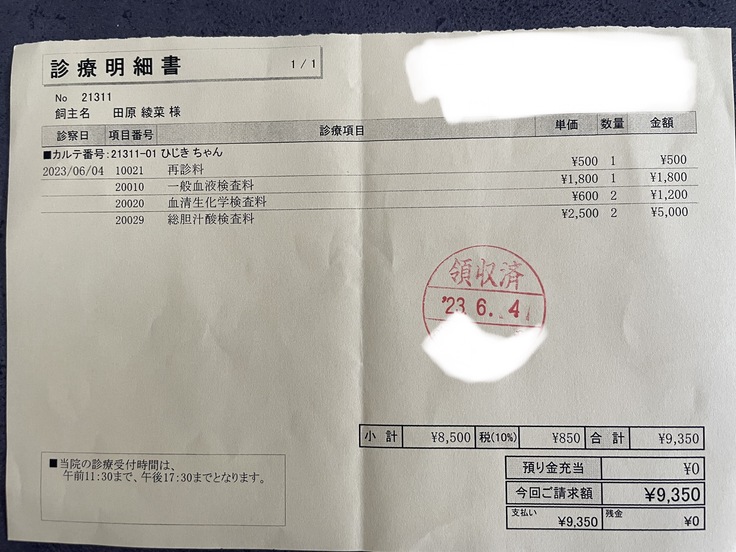 診療明細書 1/1
No 21311
飼主名 田原 綾菜 様
診察日 項目番号 診療項目 単価 数量 金額
■カルテ番号:21311-01 ひじき ちゃん
2023/06/04 10021 再診料 ¥500 1 ¥500
20010 一般血液検査料 ¥1,800 1 ¥1,800
20020 血清生化学検査料 ¥600 2 ¥1,200
20029 総胆汁酸検査料 ¥2,500 2 ¥5,000
領収済
'23.6.-4
小計 ¥8,500 税(10%) ¥850 合計 ¥9,350
預り金充当 ¥0
今回ご請求額 ¥9,350
支払い ¥9,350 残金 ¥0
■当院の診療受付時間は、
午前11:30まで、午後17:30までとなります。